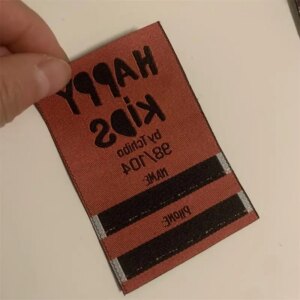 HAPPY
KIDS
by Tchibo
98/104
NAME:
PHONE: